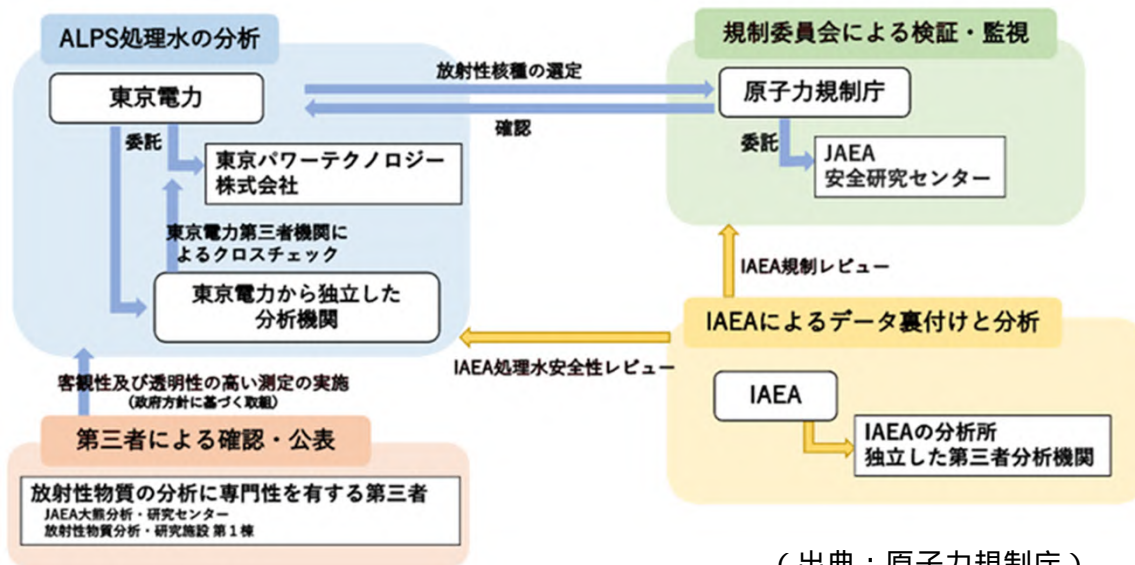 ALPS処理水の分析
東京電力
委託
東京パワーテクノロジー
株式会社
東京電力第三者機関に
よるクロスチェック
東京電力から独立した
分析機関
放射性核種の選定
確認
規制委員会による検証・監視
原子力規制庁
委託
JAEA
安全研究センター
IAEA規制レビュー
IAEAによるデータ裏付けと分析
IAEA処理水安全性レビュー
IAEA
IAEAの分析所
独立した第三者分析機関
客観性及び透明性の高い測定の実施
(政府方針に基づく取組)
第三者による確認・公表
放射性物質の分析に専門性を有する第三者
JAEA大熊分析・研究センター
放射性物質分析・研究施設 第1棟
(出典:原子力規制庁)